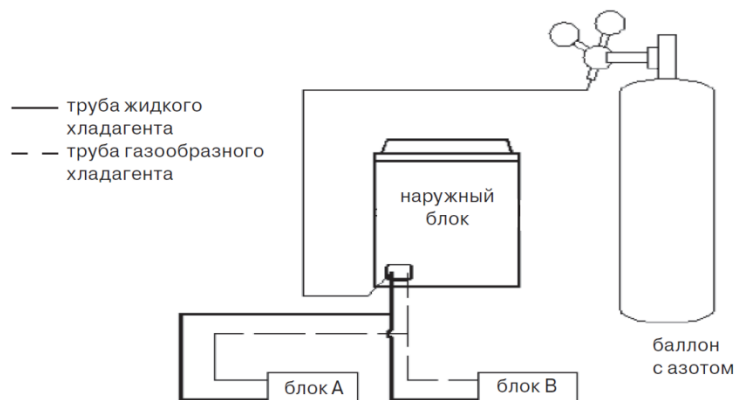 труба жидкого
хладагента
труба газообразного
хладагента
наружный
блок
баллон
с азотом
блок А
блок В